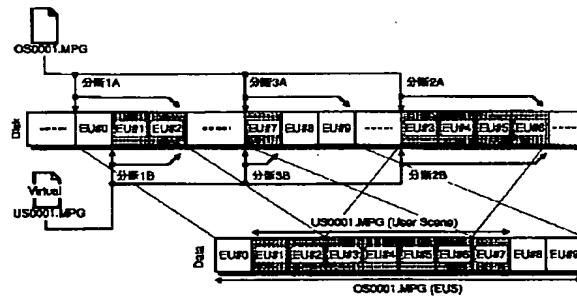 OS0001.MPG
分断1A
分断3A
分断2A
Disk
EU#0
EU#1
EU#2
EU#7
EU#8
EU#9
EU#3
EU#4
EU#5
EU#6
Virtual
US0001.MPG
分断1B
分断3B
分断2B
US0001.MPG (User Scene)
Data
EU#0
EU#1
EU#2
EU#3
EU#4
EU#5
EU#6
EU#7
EU#8
EU#9
OS0001.MPG (EUS)